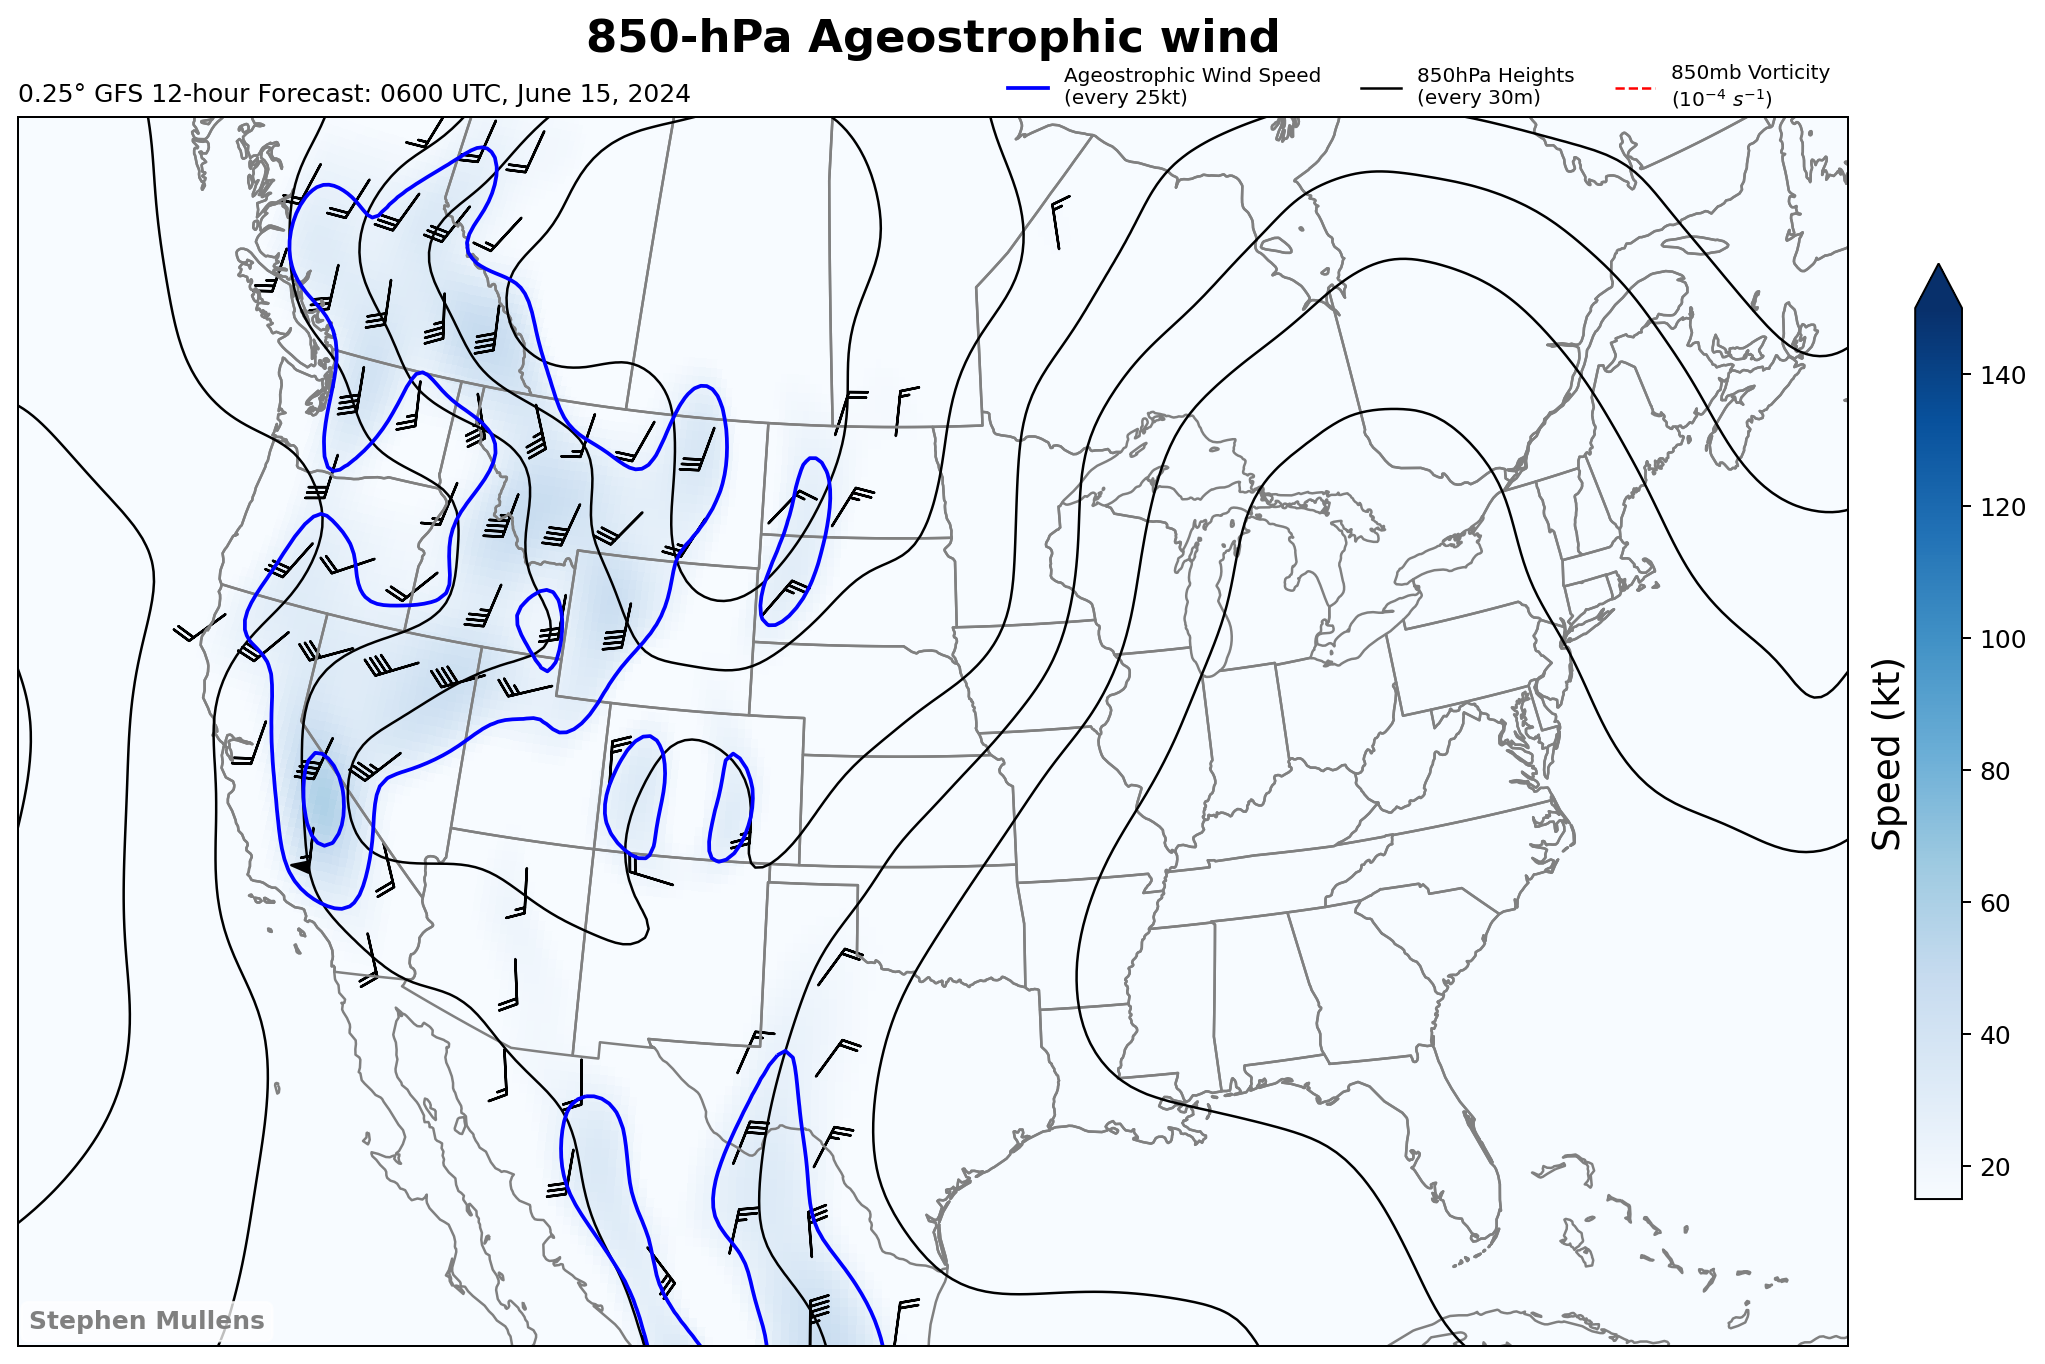 850-hPa Ageostrophic wind
0.25° GFS 12-hour Forecast: 0600 UTC, June 15, 2024
Ageostrophic Wind Speed
(every 25kt)
850hPa Heights
(every 30m)
850mb Vorticity
(10⁻⁴ s⁻¹)
140
120
100
80
60
40
20
Speed (kt)
Stephen Mullens